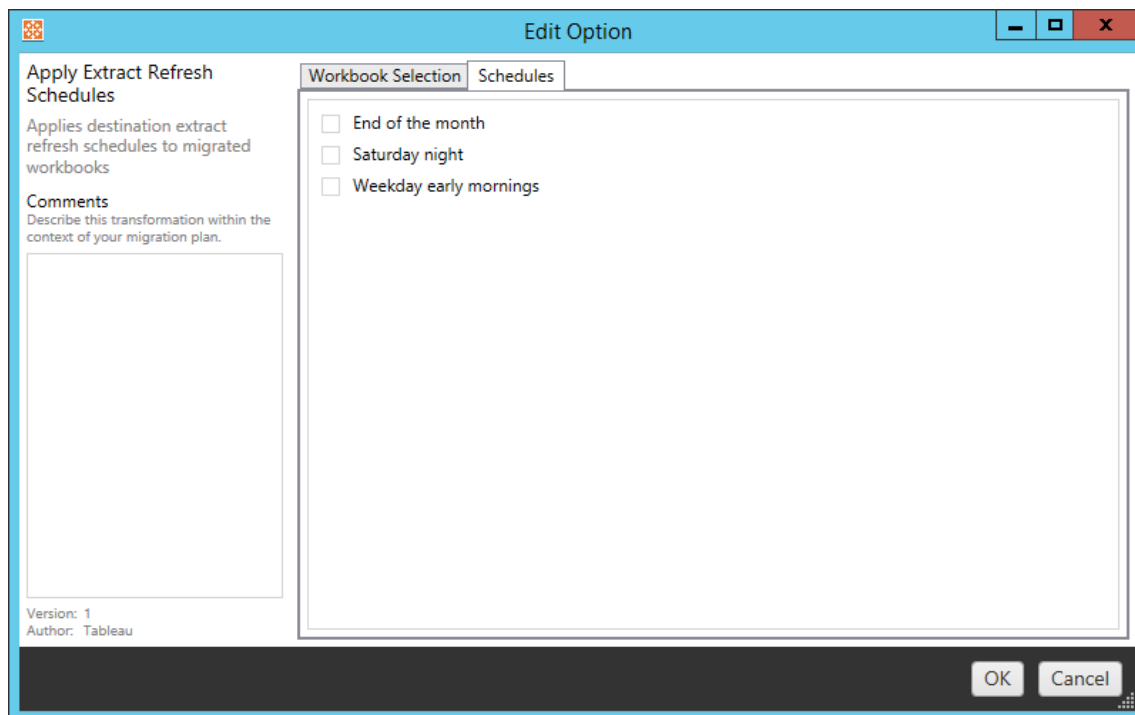 Edit Option
Apply Extract Refresh
Schedules
Applies destination extract
refresh schedules to migrated
workbooks
Comments
Describe this transformation within the
context of your migration plan.
Version: 1
Author: Tableau
Workbook Selection
Schedules
End of the month
Saturday night
Weekday early mornings
OK
Cancel